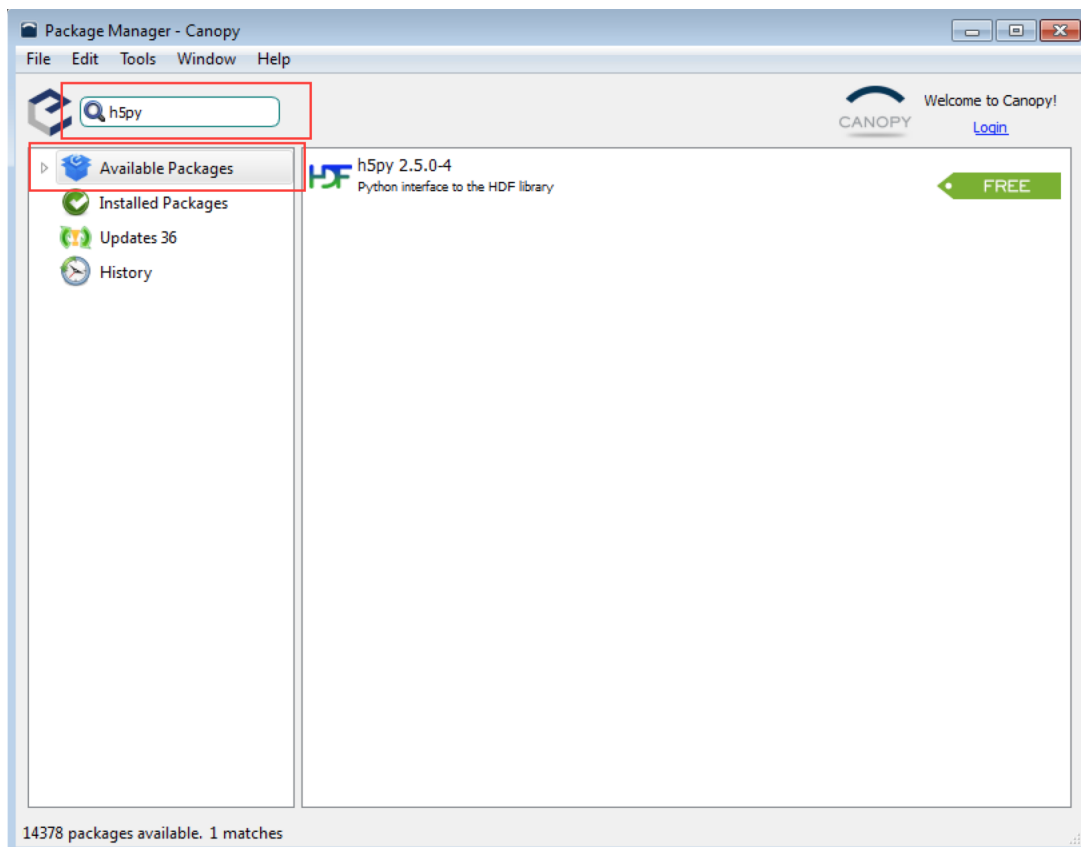 Package Manager - Canopy
File Edit Tools Window Help
h5py
CANOPY
Welcome to Canopy!
Login
Available Packages
Installed Packages
Updates 36
History
HDF
h5py 2.5.0-4
Python interface to the HDF library
FREE
14378 packages available. 1 matches